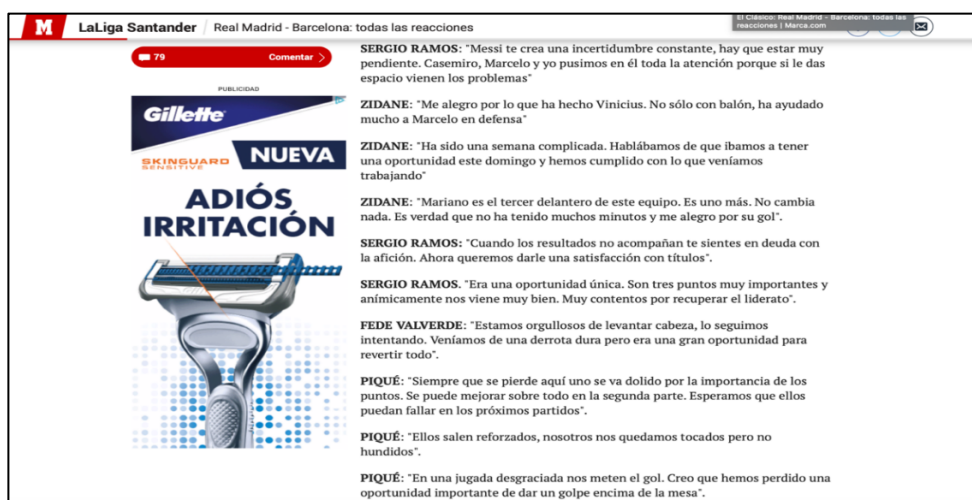 M LaLiga Santander Real Madrid - Barcelona: todas las reacciones
El Clásico: Real Madrid - Barcelona: todas las
reacciones | Marca.com
79 Comentar
PUBLICIDAD
Gillette
SKINGUARD
SENSITIVE
NUEVA
ADIÓS
IRRITACIÓN
SERGIO RAMOS: "Messi te crea una incertidumbre constante, hay que estar muy
pendiente. Casemiro, Marcelo y yo pusimos en él toda la atención porque si le das
espacio vienen los problemas"
ZIDANE: "Me alegro por lo que ha hecho Vinicius. No sólo con balón, ha ayudado
mucho a Marcelo en defensa"
ZIDANE: "Ha sido una semana complicada. Hablábamos de que ibamos a tener
una oportunidad este domingo y hemos cumplido con lo que veníamos
trabajando"
ZIDANE: "Mariano es el tercer delantero de este equipo. Es uno más. No cambia
nada. Es verdad que no ha tenido muchos minutos y me alegro por su gol".
SERGIO RAMOS: "Cuando los resultados no acompañan te sientes en deuda con
la afición. Ahora queremos darle una satisfacción con títulos".
SERGIO RAMOS. "Era una oportunidad única. Son tres puntos muy importantes y
anímicamente nos viene muy bien. Muy contentos por recuperar el liderato".
FEDE VALVERDE: "Estamos orgullosos de levantar cabeza, lo seguimos
intentando. Veníamos de una derrota dura pero era una gran oportunidad para
revertir todo".
PIQUÉ: "Siempre que se pierde aquí uno se va dolido por la importancia de los
puntos. Se puede mejorar sobre todo en la segunda parte. Esperamos que ellos
puedan fallar en los próximos partidos".
PIQUÉ: "Ellos salen reforzados, nosotros nos quedamos tocados pero no
hundidos".
PIQUÉ: "En una jugada desgraciada nos meten el gol. Creo que hemos perdido una
oportunidad importante de dar un golpe encima de la mesa".